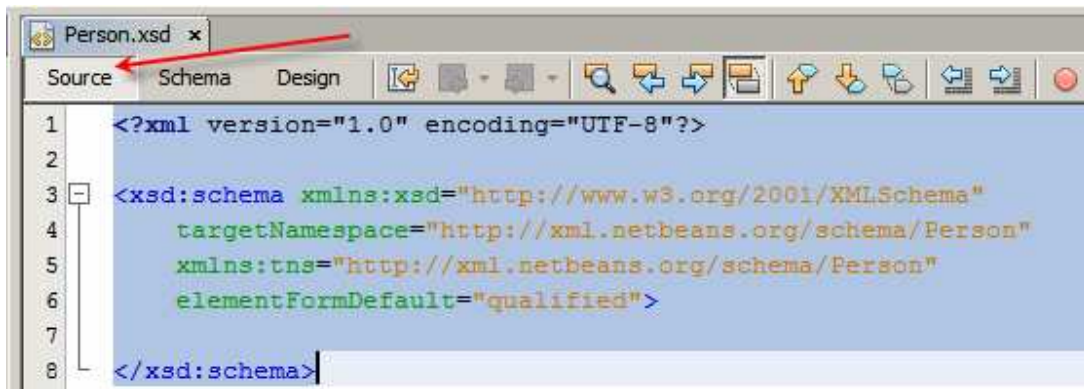 Person.xsd x
Source Schema Design
1 <?xml version="1.0" encoding="UTF-8"?>
2
3 <xsd:schema xmlns:xsd="http://www.w3.org/2001/XMLSchema"
4 targetNamespace="http://xml.netbeans.org/schema/Person"
5 xmlns:tns="http://xml.netbeans.org/schema/Person"
6 elementFormDefault="qualified">
7
8 </xsd:schema>